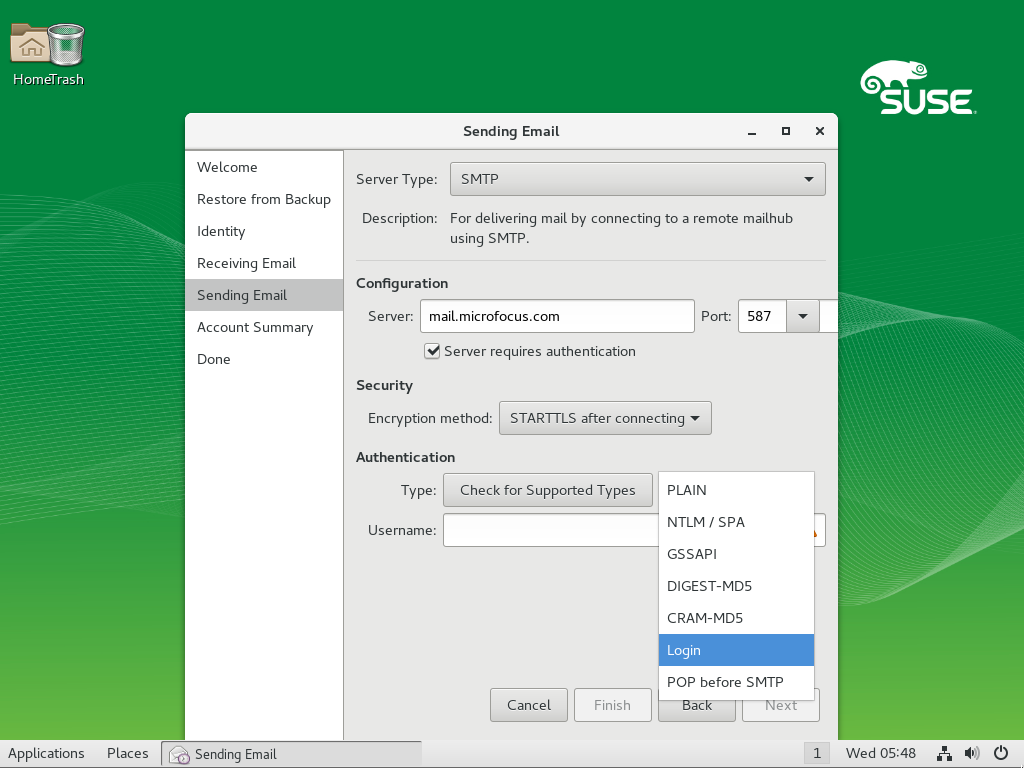 HomeTrash
SUSE
Sending Email
Welcome
Restore from Backup
Identity
Receiving Email
Sending Email
Account Summary
Done
Server Type: SMTP
Description: For delivering mail by connecting to a remote mailhub
using SMTP.
Configuration
Server: mail.microfocus.com Port: 587
Server requires authentication
Security
Encryption method: STARTTLS after connecting
Authentication
Type: Check for Supported Types
Username:
PLAIN
NTLM / SPA
GSSAPI
DIGEST-MD5
CRAM-MD5
Login
POP before SMTP
Cancel Finish Back Next
Applications Places Sending Email 1 Wed 05:48